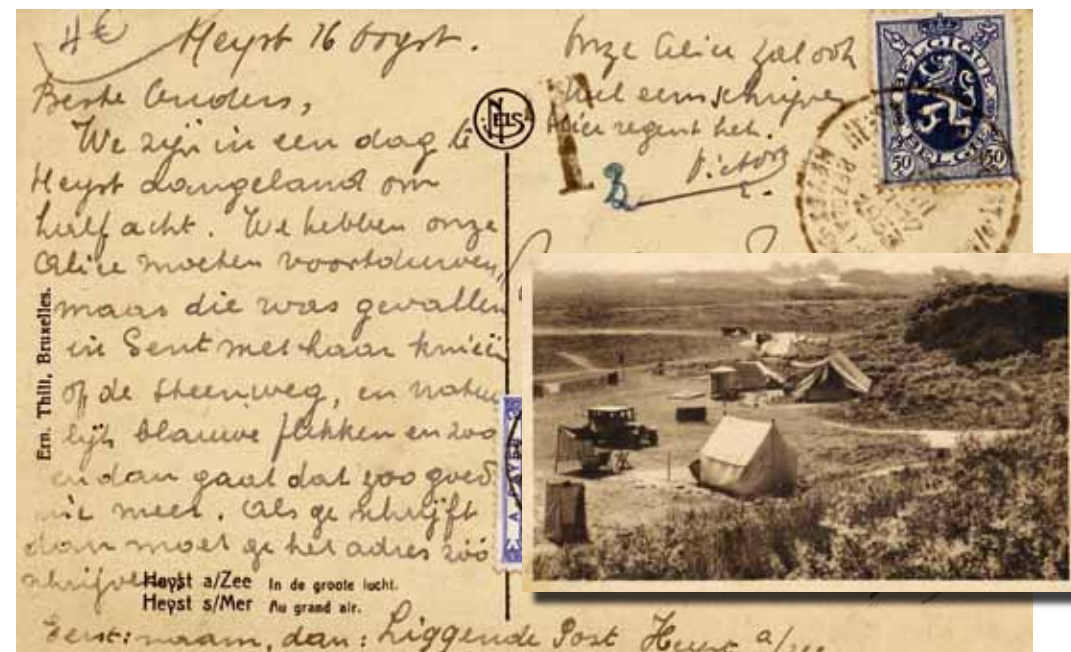 4€ Heyst 16 oogst.
Beste Ouders,
We zijn in een dag te
Heyst aangeland om
half acht. We hebben onze
Alice moeten voortduwen,
maar die was gevallen
in Gent met haar knieën
op de steenweg, en natuur
lijk blauwe plekken en zoo
en dan gaat dat zoo goed
nie meer. Als ge schrijft
dan moet ge het adres zóó
schrijven:
Heyst a/Zee In de groote lucht.
Heyst s/Mer Au grand air.
Eerst: naam, dan: Liggende Post Heyst a/zee
Ern. Thill, Bruxelles.
NELS
Onze Alice zal ook
wel eens schrijven
Hier regent het.
Victor
T
BELGIQUE
BELGIE
50 50
A PAYER